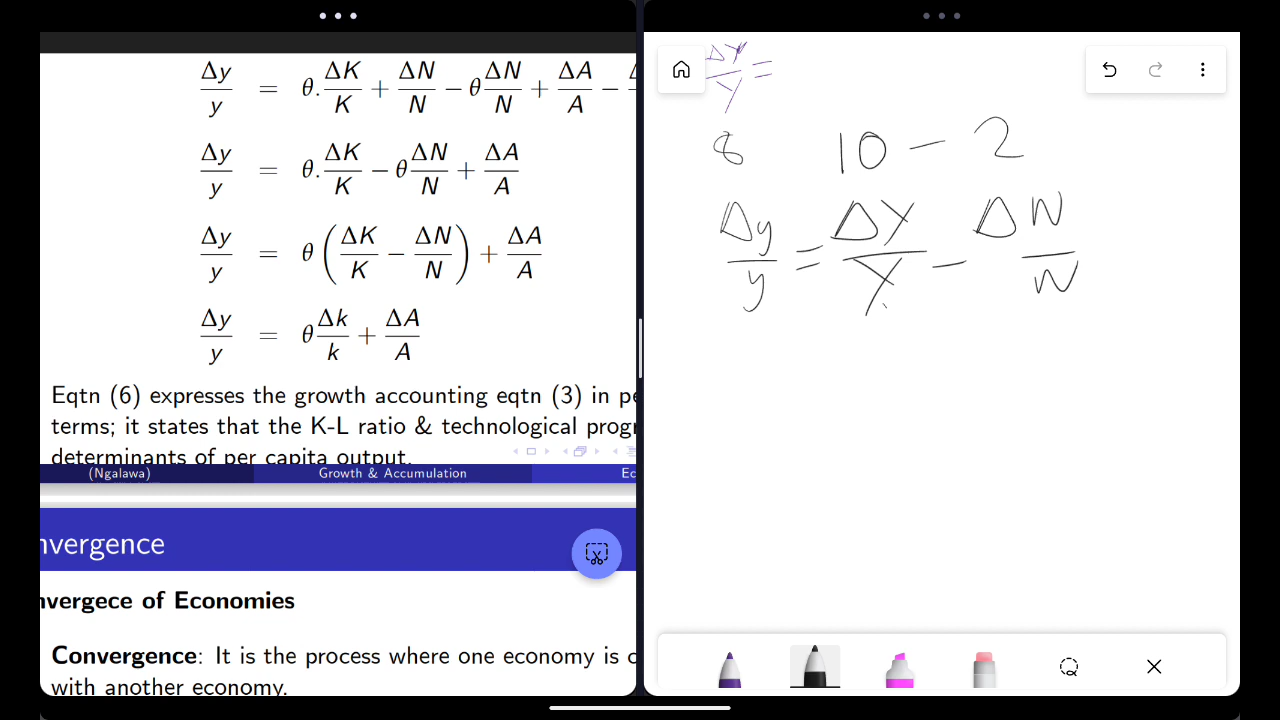 Δy/y = θ.ΔK/K + ΔN/N − θΔN/N + ΔA/A −
Δy/y = θ.ΔK/K − θΔN/N + ΔA/A
Δy/y = θ(ΔK/K − ΔN/N) + ΔA/A
Δy/y = θΔk/k + ΔA/A
Eqtn (6) expresses the growth accounting eqtn (3) in pe
terms; it states that the K-L ratio & technological progr
determinants of per capita output.
(Ngalawa) Growth & Accumulation Ec
nvergence
nvergece of Economies
Convergence: It is the process where one economy is c
with another economy.
ΔY/Y =
8 10 − 2
Δy/y = ΔY/Y − ΔN/N